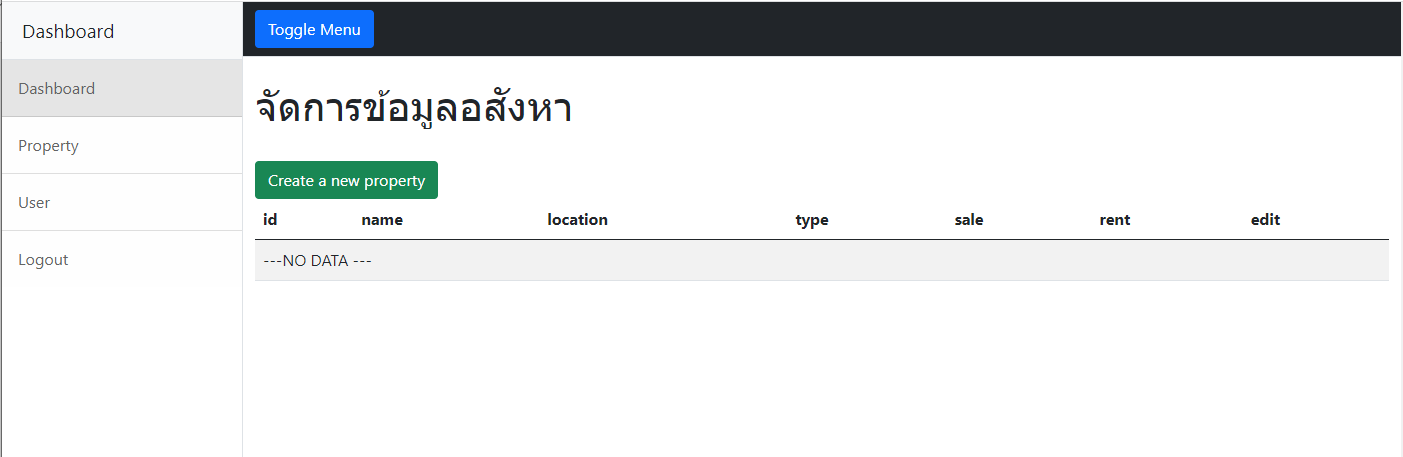 Dashboard
Toggle Menu
Dashboard
Property
User
Logout
จัดการข้อมูลอสังหา
Create a new property
id name location type sale rent edit
---NO DATA ---